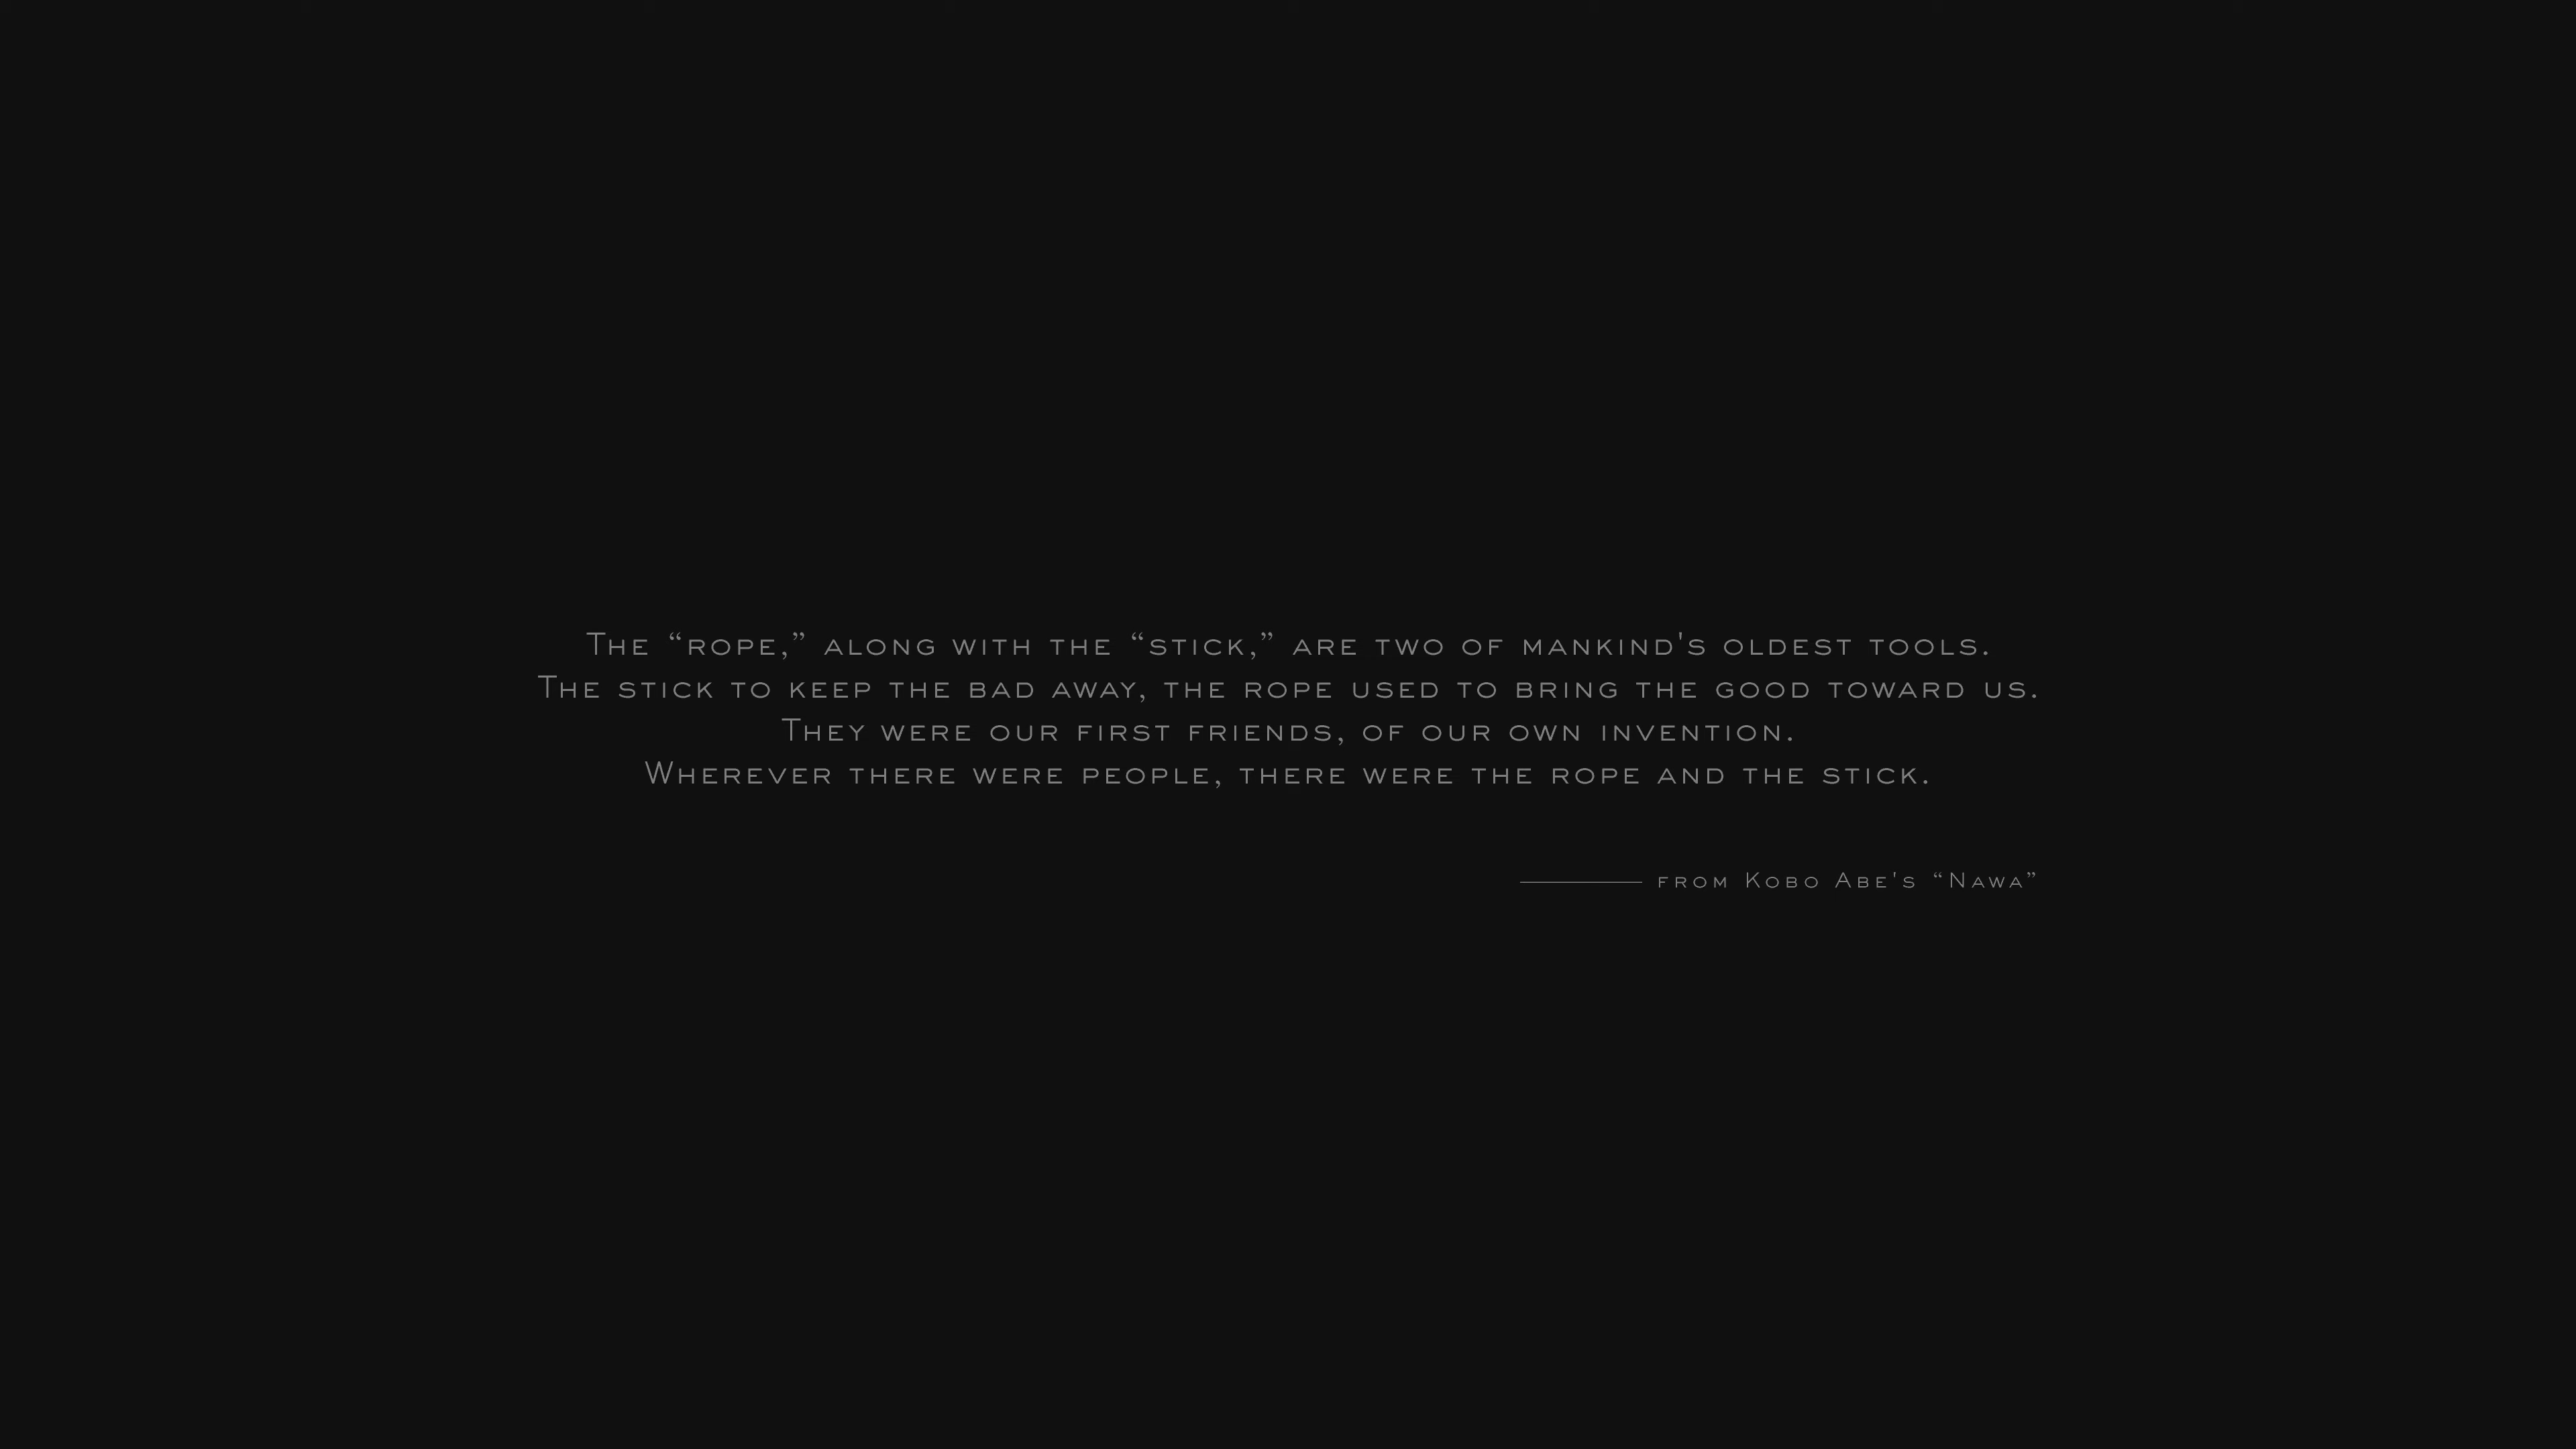 The “rope,” along with the “stick,” are two of mankind's oldest tools.
The stick to keep the bad away, the rope used to bring the good toward us.
They were our first friends, of our own invention.
Wherever there were people, there were the rope and the stick.
——— from Kobo Abe's “Nawa”